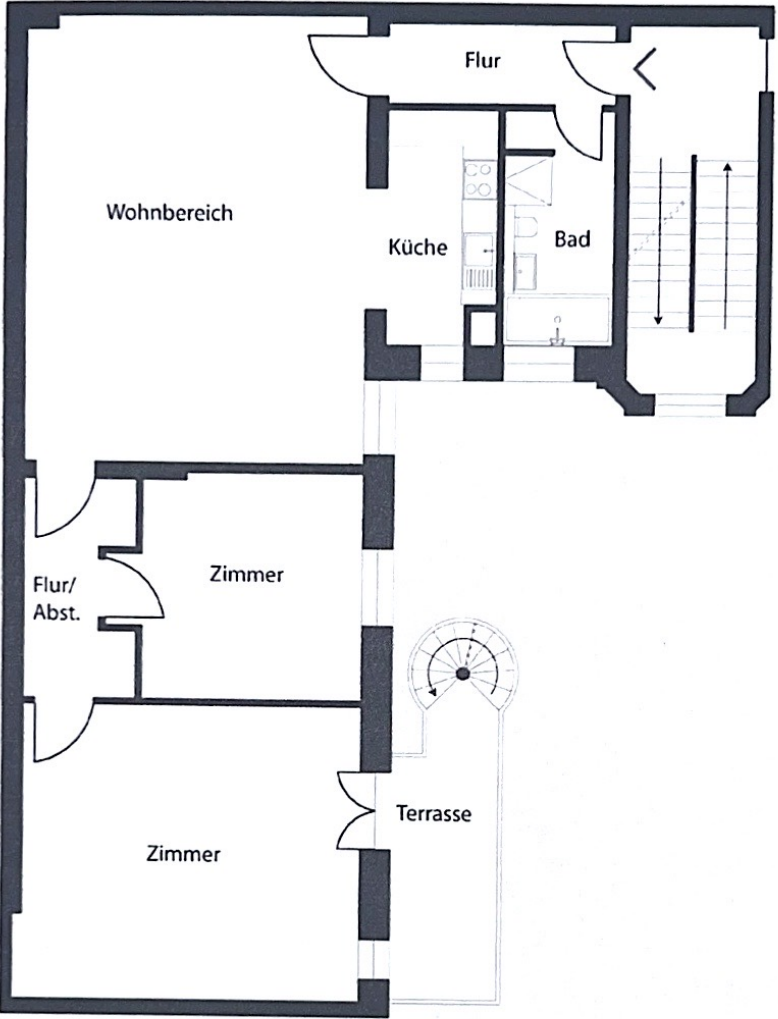 Flur
Wohnbereich
Küche
Bad
Flur/
Abst.
Zimmer
Terrasse
Zimmer